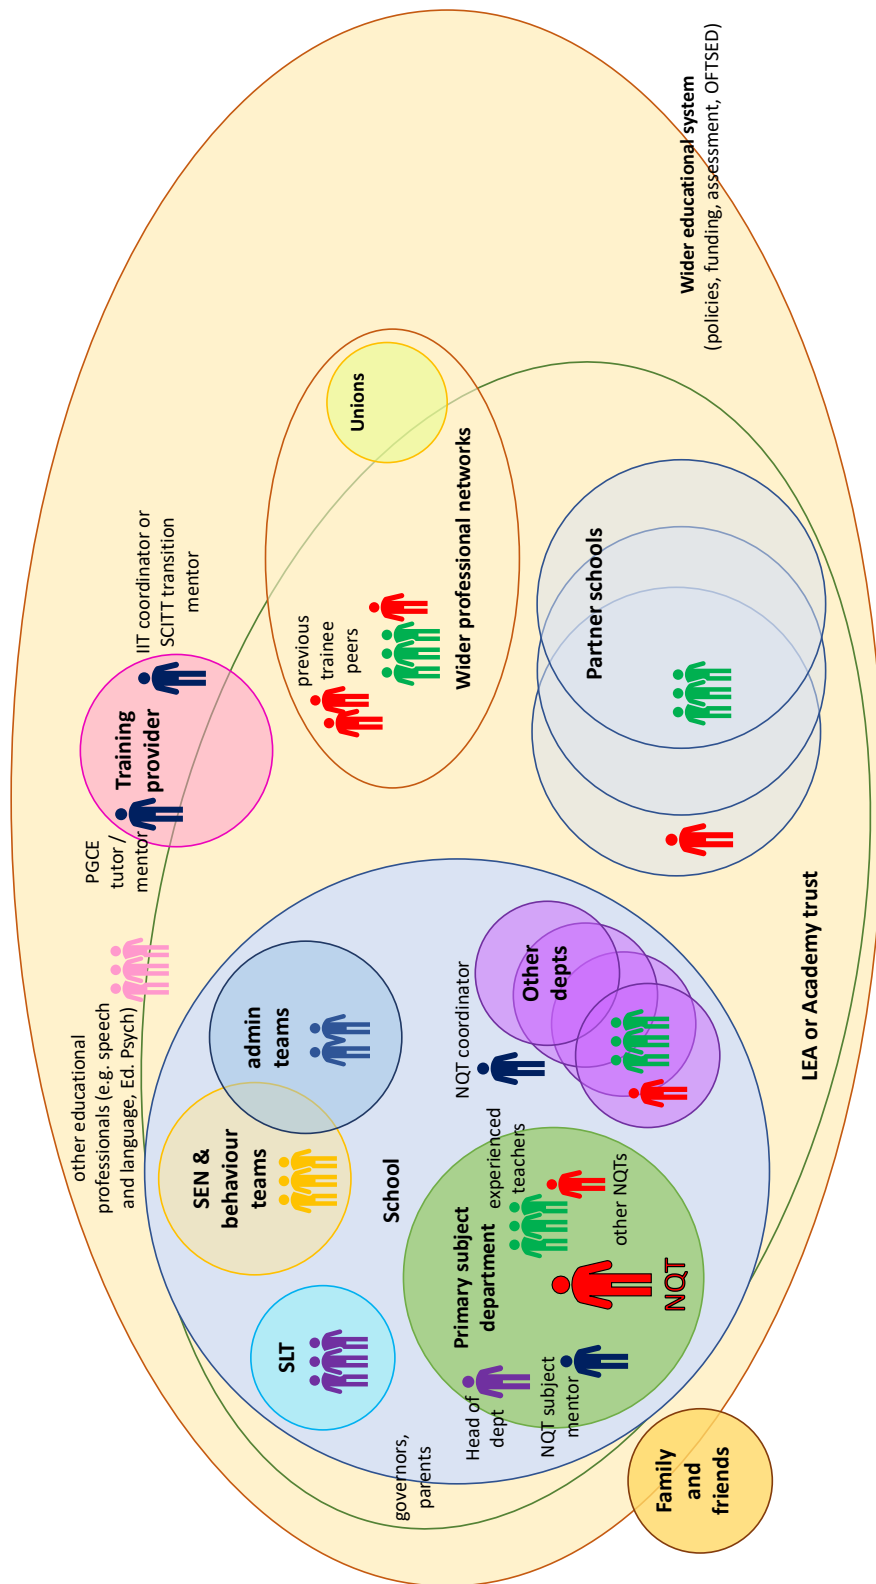 other educational
professionals (e.g. speech
and language, Ed. Psych)
PGCE
tutor /
mentor
Training
provider
IIT coordinator or
SCITT transition
mentor
SEN &
behaviour
teams
admin
teams
SLT
School
governors,
parents
previous
trainee
peers
Unions
Wider professional networks
Primary subject
department
Head of
dept
NQT subject
mentor
experienced
teachers
other NQTs
NQT
NQT coordinator
Other
depts
Partner schools
LEA or Academy trust
Wider educational system
(policies, funding, assessment, OFTSED)
Family
and
friends